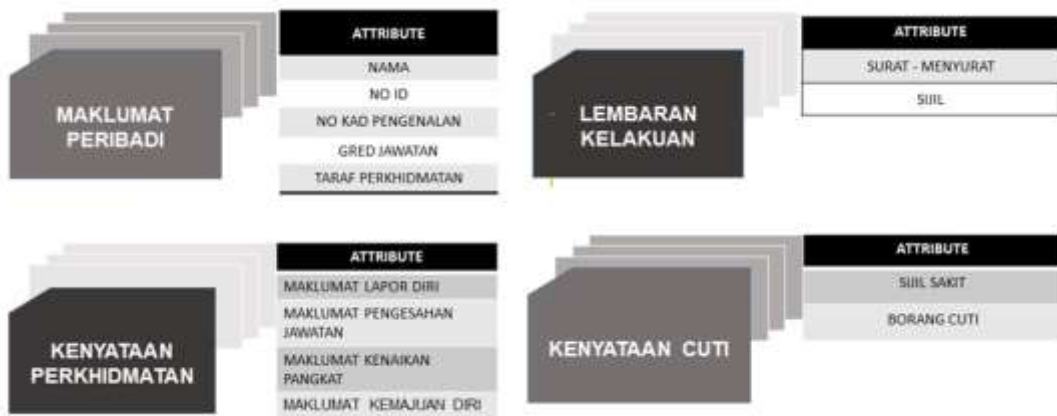 MAKLUMAT
PERIBADI
ATTRIBUTE
NAMA
NO ID
NO KAD PENGENALAN
GRED JAWATAN
TARAF PERKHIDMATAN
LEMBARAN
KELAKUAN
ATTRIBUTE
SURAT - MENYURAT
SIJIL
KENYATAAN
PERKHIDMATAN
ATTRIBUTE
MAKLUMAT LAPOR DIRI
MAKLUMAT PENGESAHAN
JAWATAN
MAKLUMAT KENAIKAN
PANGKAT
MAKLUMAT KEMAJUAN DIRI
KENYATAAN CUTI
ATTRIBUTE
SIJIL SAKIT
BORANG CUTI